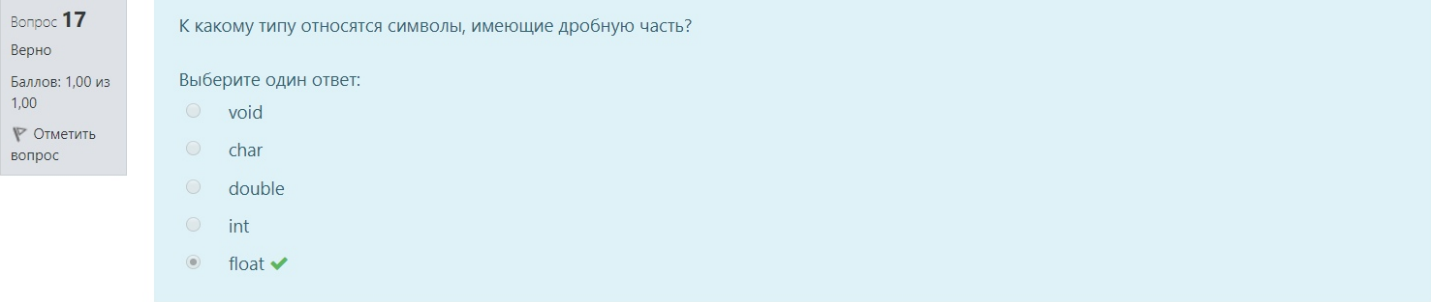 Вопрос 17
Верно
Баллов: 1,00 из
1,00
Отметить
вопрос
К какому типу относятся символы, имеющие дробную часть?
Выберите один ответ:
void
char
double
int
float